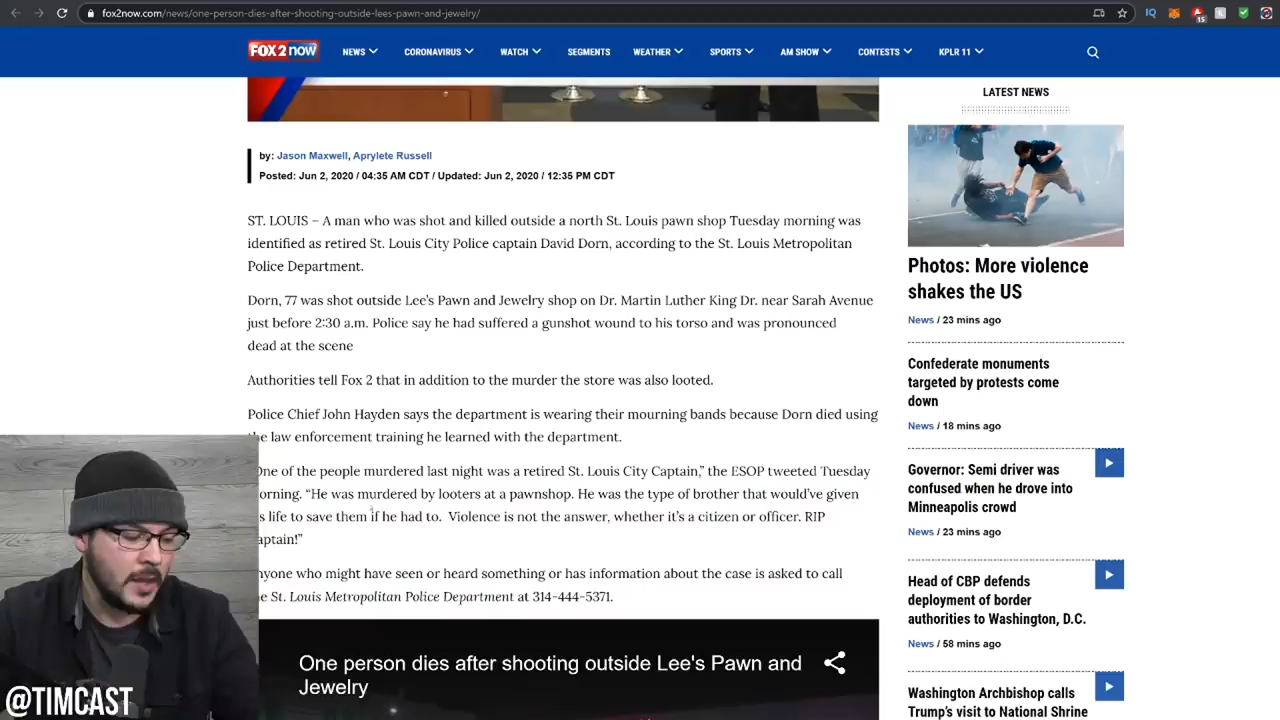 fox2now.com/news/one-person-dies-after-shooting-outside-lees-pawn-and-jewelry/
IQ
15
FOX 2 now
NEWS
CORONAVIRUS
WATCH
SEGMENTS
WEATHER
SPORTS
AM SHOW
CONTESTS
KPLR 11
by: Jason Maxwell, Aprylete Russell
Posted: Jun 2, 2020 / 04:35 AM CDT / Updated: Jun 2, 2020 / 12:35 PM CDT
ST. LOUIS – A man who was shot and killed outside a north St. Louis pawn shop Tuesday morning was
identified as retired St. Louis City Police captain David Dorn, according to the St. Louis Metropolitan
Police Department.
Dorn, 77 was shot outside Lee's Pawn and Jewelry shop on Dr. Martin Luther King Dr. near Sarah Avenue
just before 2:30 a.m. Police say he had suffered a gunshot wound to his torso and was pronounced
dead at the scene
Authorities tell Fox 2 that in addition to the murder the store was also looted.
Police Chief John Hayden says the department is wearing their mourning bands because Dorn died using
the law enforcement training he learned with the department.
One of the people murdered last night was a retired St. Louis City Captain,” the ESOP tweeted Tuesday
orning. “He was murdered by looters at a pawnshop. He was the type of brother that would've given
s life to save them if he had to. Violence is not the answer, whether it's a citizen or officer. RIP
aptain!”
nyone who might have seen or heard something or has information about the case is asked to call
e St. Louis Metropolitan Police Department at 314-444-5371.
One person dies after shooting outside Lee's Pawn and
Jewelry
LATEST NEWS
Photos: More violence
shakes the US
News / 23 mins ago
Confederate monuments
targeted by protests come
down
News / 18 mins ago
Governor: Semi driver was
confused when he drove into
Minneapolis crowd
News / 23 mins ago
Head of CBP defends
deployment of border
authorities to Washington, D.C.
News / 58 mins ago
Washington Archbishop calls
Trump's visit to National Shrine
@TIMCAST